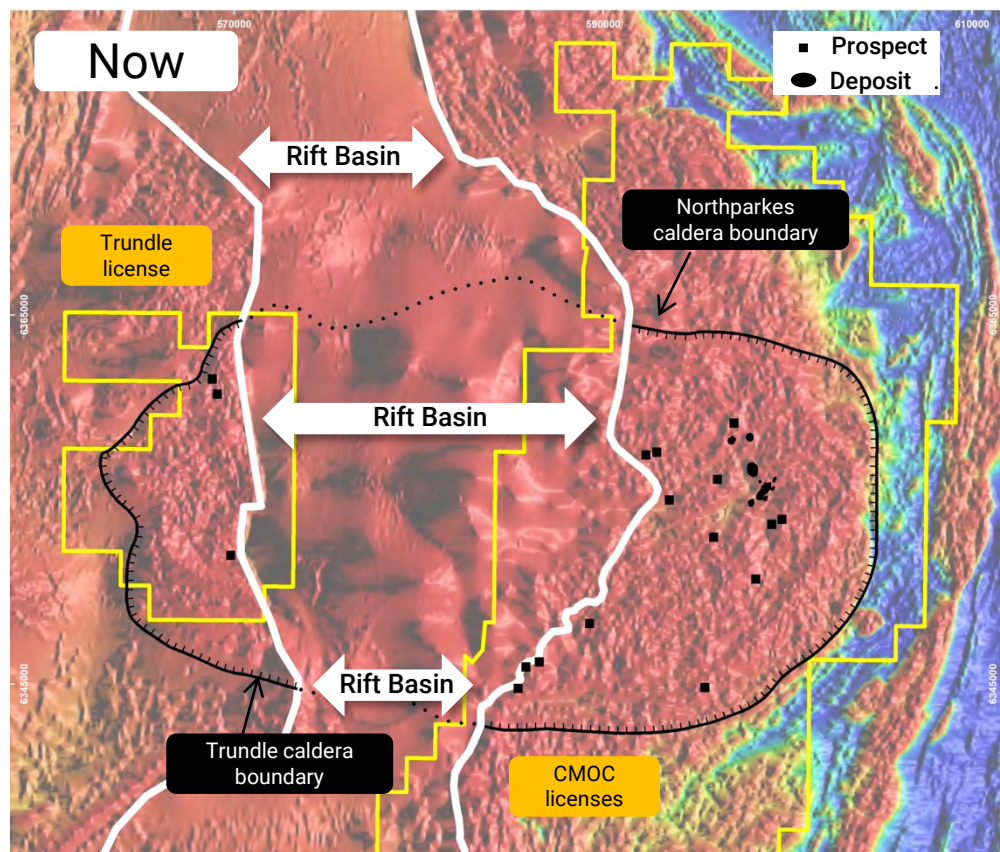 570000
590000
610000
Now
Prospect
Deposit .
Rift Basin
Northparkes
caldera boundary
Trundle
license
6365000
6365000
Rift Basin
6345000
6345000
Rift Basin
Trundle caldera
boundary
CMOC
licenses